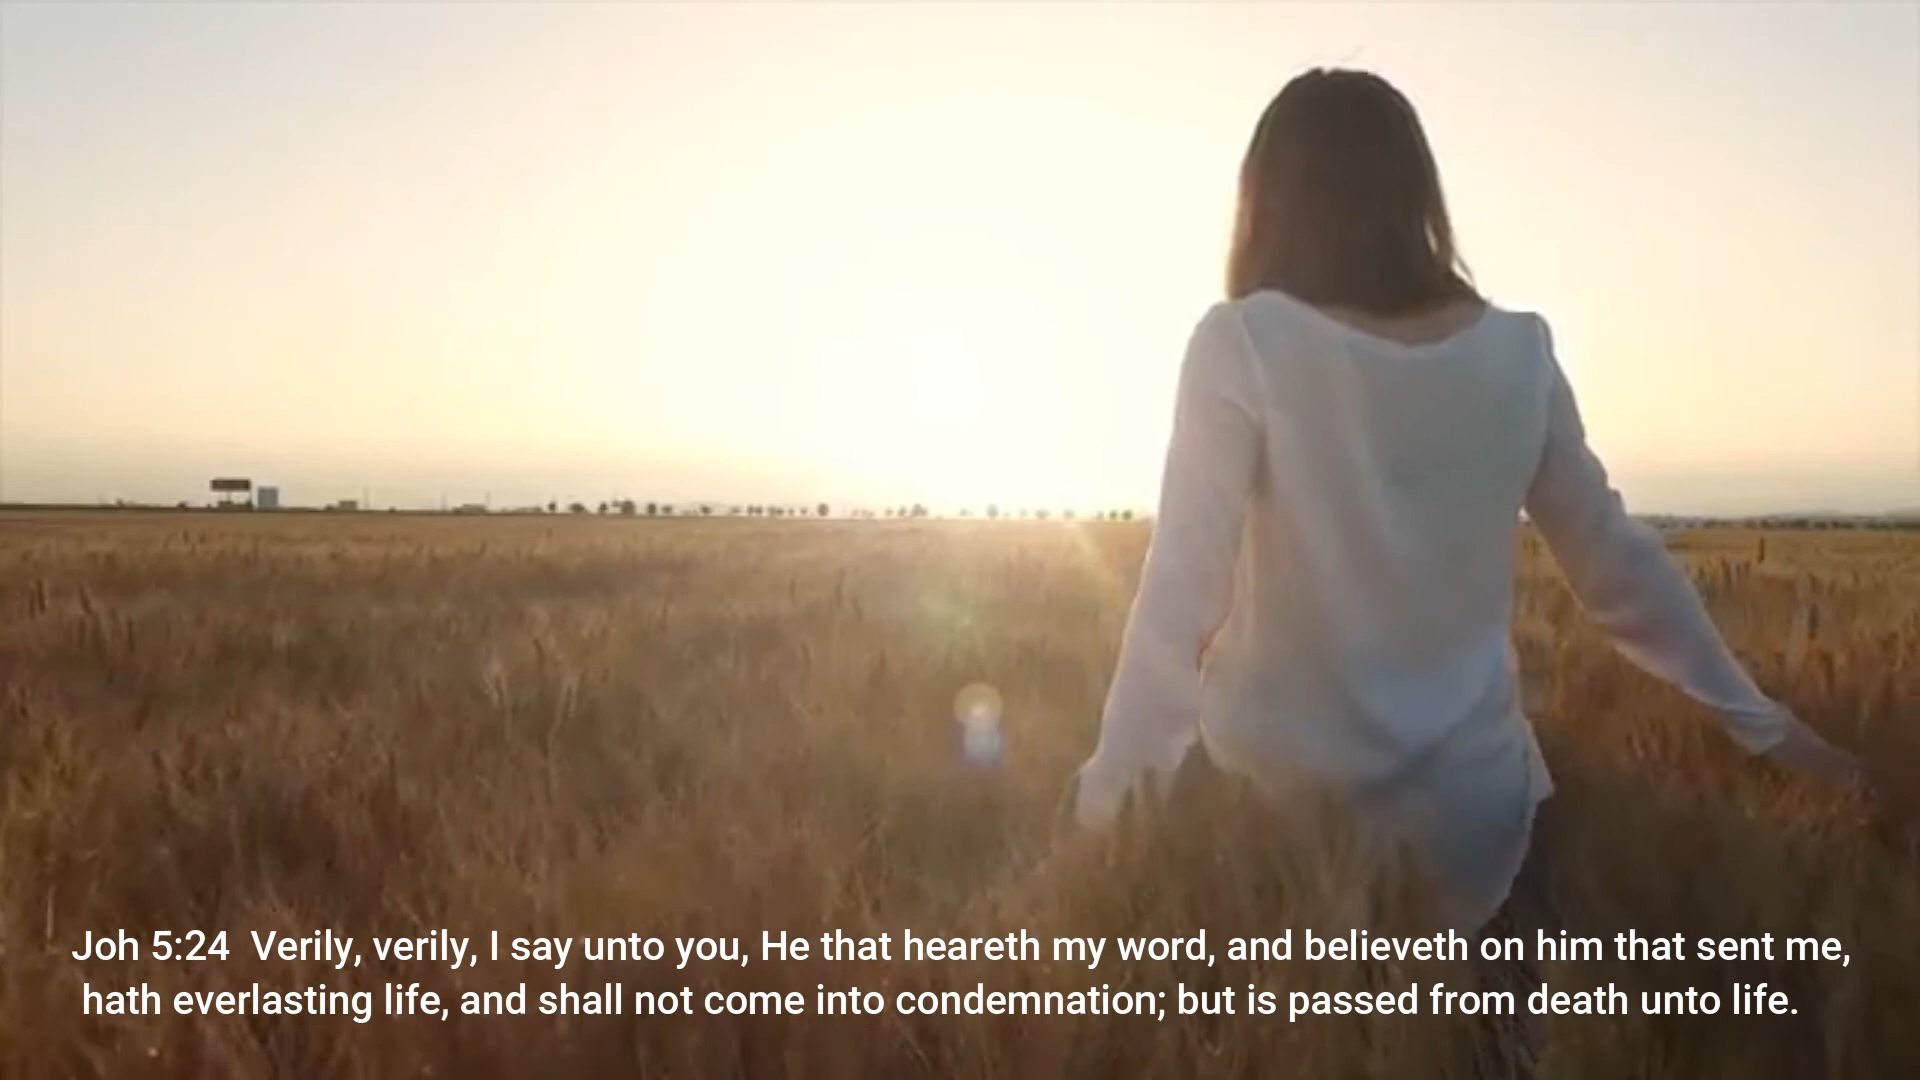 Joh 5:24  Verily, verily, I say unto you, He that heareth my word, and believeth on him that sent me,
hath everlasting life, and shall not come into condemnation; but is passed from death unto life.